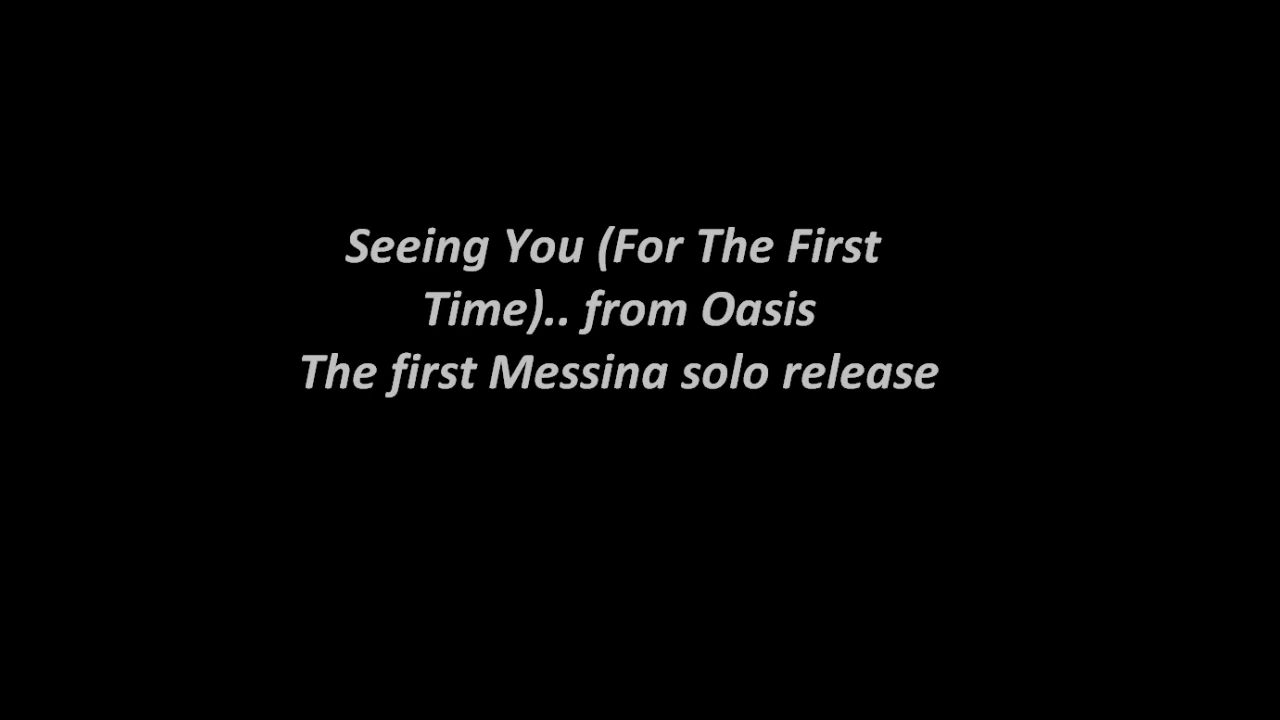 Seeing You (For The First
Time).. from Oasis
The first Messina solo release